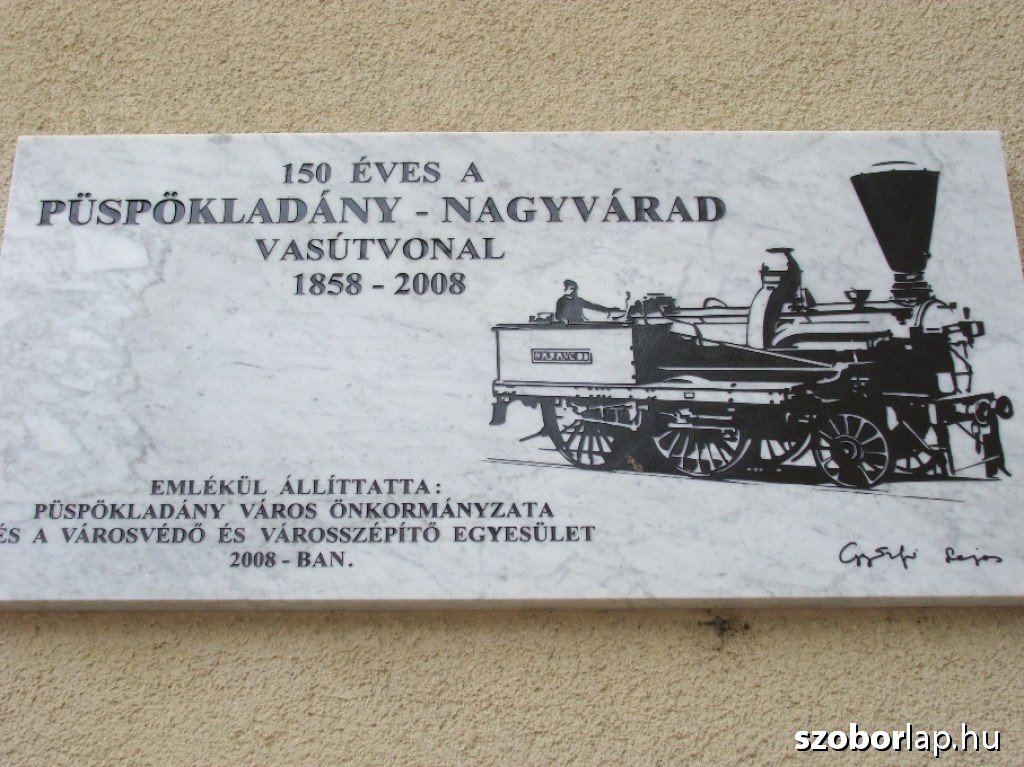 150 ÉVES A
PÜSPÖKLADÁNY - NAGYVÁRAD
VASÚTVONAL
1858 - 2008
EMLÉKÜL ÁLLÍTTATTA:
PÜSPÖKLADÁNY VÁROS ÖNKORMÁNYZATA
ÉS A VÁROSVÉDŐ ÉS VÁROSSZÉPÍTŐ EGYESÜLET
2008 - BAN.
Győrfi Lajos
szoborlap.hu